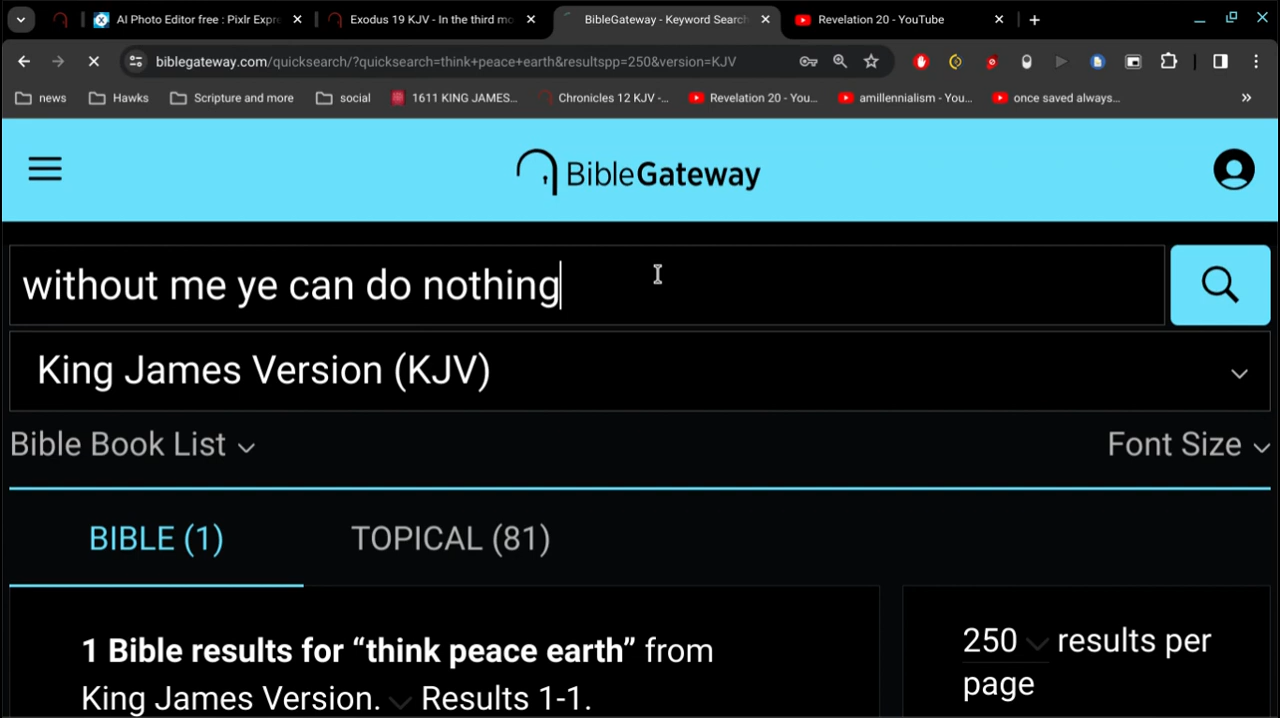 AI Photo Editor free : Pixlr Expre
Exodus 19 KJV - In the third mo
BibleGateway - Keyword Search
Revelation 20 - YouTube
biblegateway.com/quicksearch/?quicksearch=think+peace+earth&resultspp=250&version=KJV
news
Hawks
Scripture and more
social
1611 KING JAMES...
Chronicles 12 KJV -...
Revelation 20 - You...
amillennialism - You...
once saved always...
BibleGateway
without me ye can do nothing
King James Version (KJV)
Bible Book List
Font Size
BIBLE (1)
TOPICAL (81)
1 Bible results for “think peace earth” from
King James Version. Results 1-1.
250 results per
page